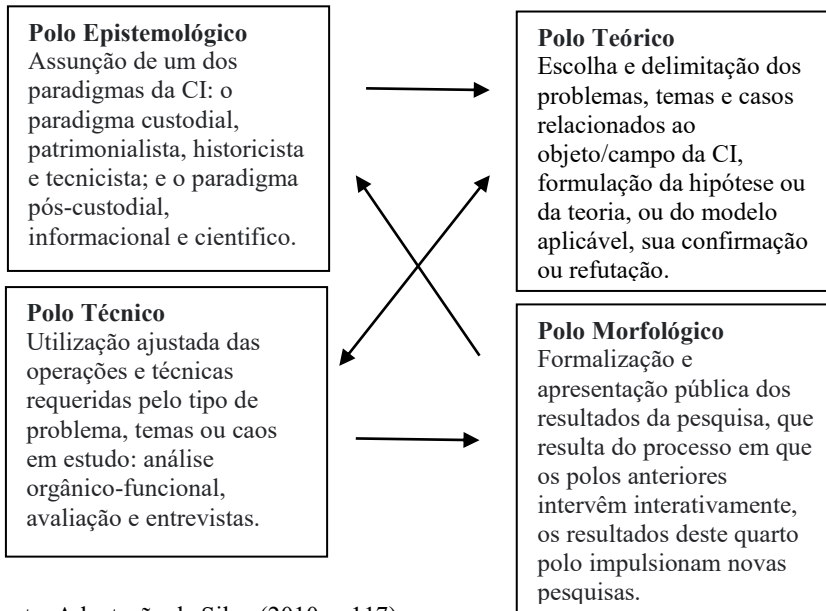 Polo Epistemológico
Assunção de um dos
paradigmas da CI: o
paradigma custodial,
patrimonialista, historicista
e tecnicista; e o paradigma
pós-custodial,
informacional e cientifico.
Polo Teórico
Escolha e delimitação dos
problemas, temas e casos
relacionados ao
objeto/campo da CI,
formulação da hipótese ou
da teoria, ou do modelo
aplicável, sua confirmação
ou refutação.
Polo Técnico
Utilização ajustada das
operações e técnicas
requeridas pelo tipo de
problema, temas ou caos
em estudo: análise
orgânico-funcional,
avaliação e entrevistas.
Polo Morfológico
Formalização e
apresentação pública dos
resultados da pesquisa, que
resulta do processo em que
os polos anteriores
intervêm interativamente,
os resultados deste quarto
polo impulsionam novas
pesquisas.